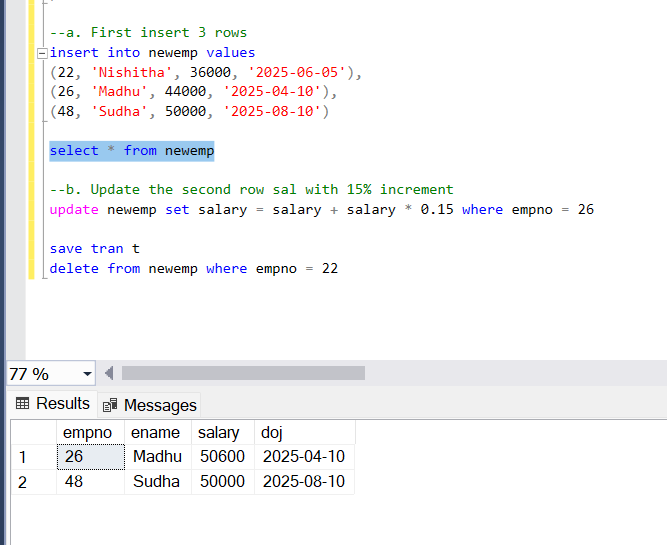 --a. First insert 3 rows
insert into newemp values
(22, 'Nishitha', 36000, '2025-06-05'),
(26, 'Madhu', 44000, '2025-04-10'),
(48, 'Sudha', 50000, '2025-08-10')
select * from newemp
--b. Update the second row sal with 15% increment
update newemp set salary = salary + salary * 0.15 where empno = 26
save tran t
delete from newemp where empno = 22
77 %
Results Messages
empno ename salary doj
1 26 Madhu 50600 2025-04-10
2 48 Sudha 50000 2025-08-10